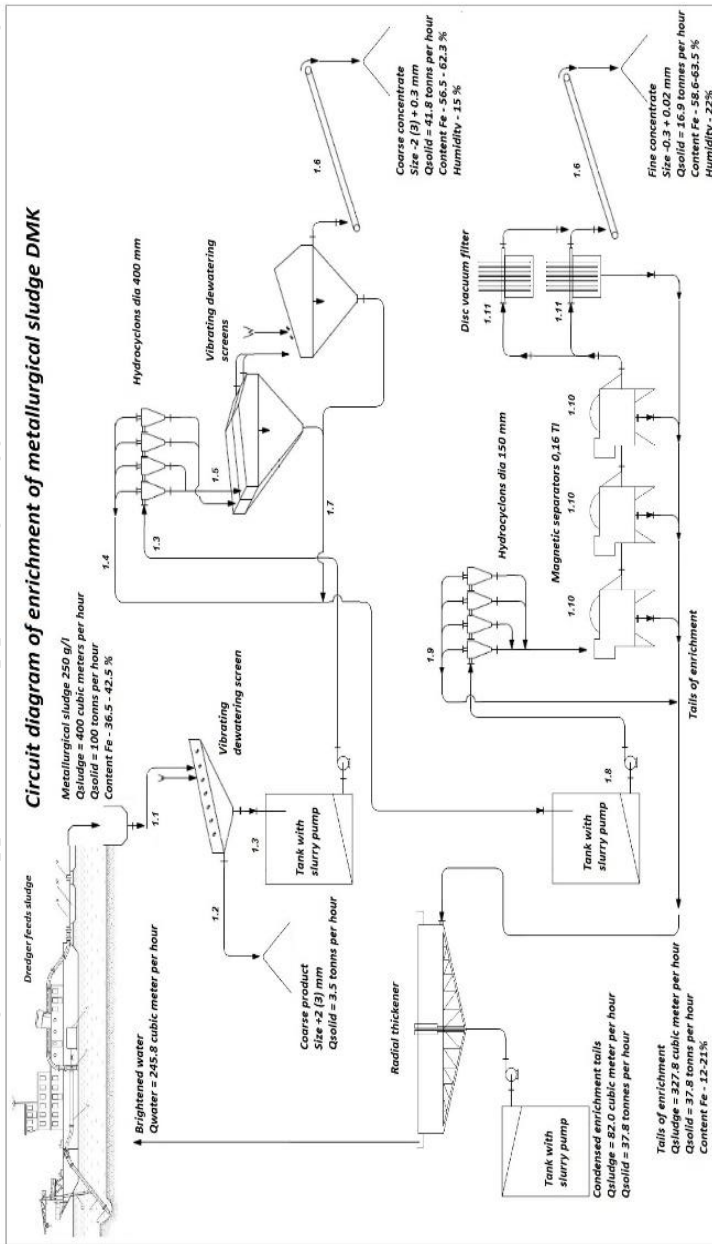 Circuit diagram of enrichment of metallurgical sludge DMK
Dredger feeds sludge
Metallurgical sludge 250 g/l
Qsludge = 400 cubic meters per hour
Qsolid = 100 tonns per hour
Content Fe - 36.5 - 42.5 %
1.1
Brightened water
Qwater = 245.8 cubic meter per hour
Vibrating
dewatering screen
1.2
1.3
Coarse product
Size +2 (3) mm
Qsolid = 3.5 tonns per hour
Tank with
slurry pump
1.4
1.3
Hydrocyclons dia 400 mm
1.5
Vibrating dewatering
screens
W
1.7
1.6
Coarse concentrate
Size -2 (3) + 0.3 mm
Qsolid = 41.8 tonns per hour
Content Fe - 56.5 - 62.3 %
Humidity - 15 %
Radial thickener
Tank with
slurry pump
1.8
1.9
Hydrocyclons dia 150 mm
Magnetic separators 0,16 Tl
1.10
1.10
1.10
Disc vacuum filter
1.11
1.11
1.6
Fine concentrate
Size -0.3 + 0.02 mm
Qsolid = 16.9 tonnes per hour
Content Fe - 58.6-63.5 %
Humidity - 22%
Tails of enrichment
Tank with
slurry pump
Condensed enrichment tails
Qsludge = 82.0 cubic meter per hour
Qsolid = 37.8 tonnes per hour
Tails of enrichment
Qsludge = 327.8 cubic meter per hour
Qsolid = 37.8 tonns per hour
Content Fe - 12-21%